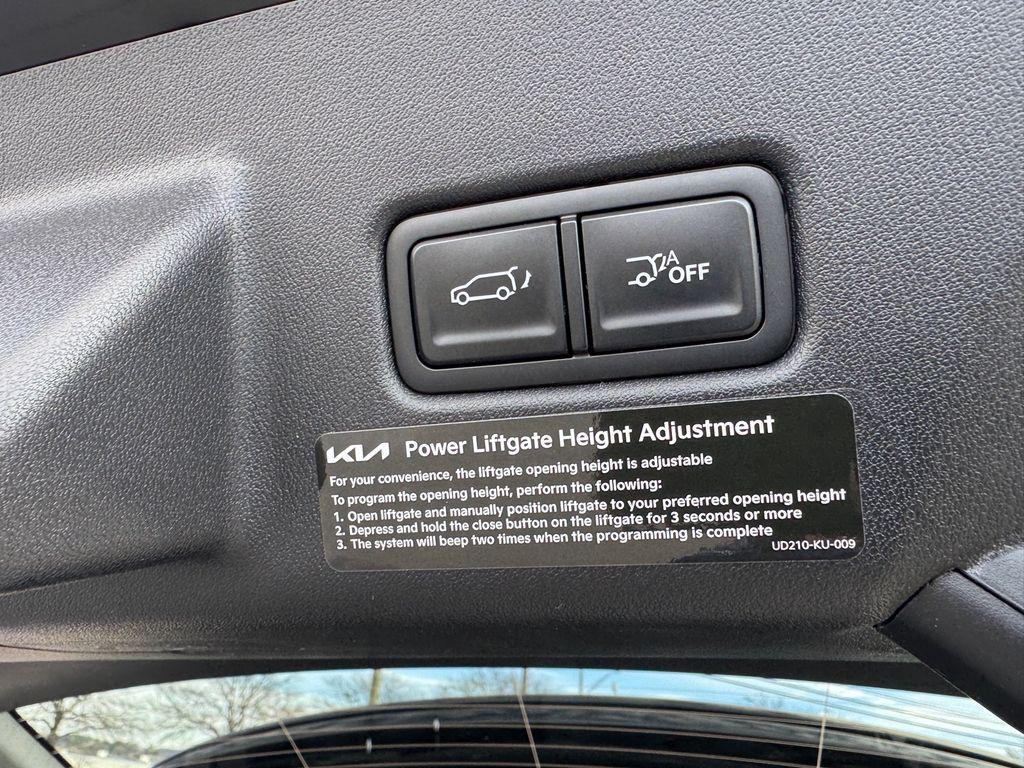 A
OFF
KIA Power Liftgate Height Adjustment
For your convenience, the liftgate opening height is adjustable
To program the opening height, perform the following:
1. Open liftgate and manually position liftgate to your preferred opening height
2. Depress and hold the close button on the liftgate for 3 seconds or more
3. The system will beep two times when the programming is complete
UD210-KU-009